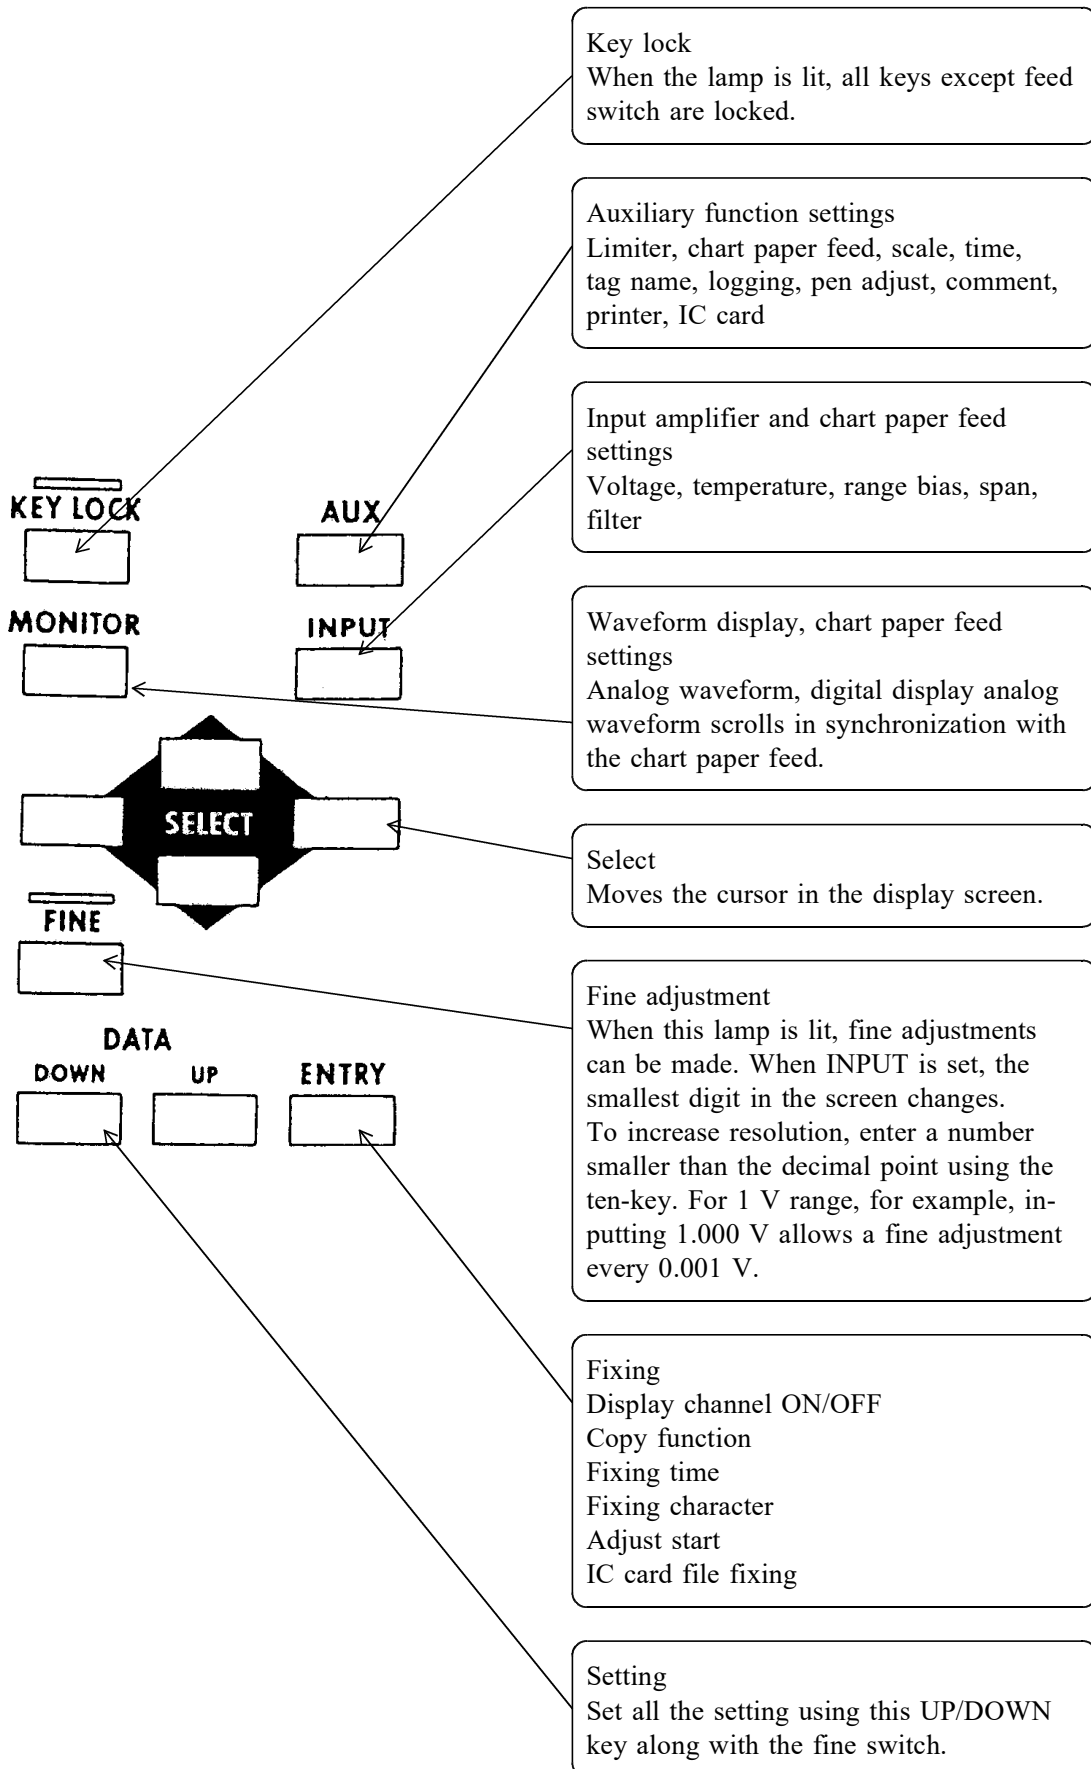 Key lock
When the lamp is lit, all keys except feed
switch are locked.
Auxiliary function settings
Limiter, chart paper feed, scale, time,
tag name, logging, pen adjust, comment,
printer, IC card
Input amplifier and chart paper feed
settings
Voltage, temperature, range bias, span,
filter
KEY LOCK
AUX
MONITOR
INPUT
Waveform display, chart paper feed
settings
Analog waveform, digital display analog
waveform scrolls in synchronization with
the chart paper feed.
SELECT
Select
Moves the cursor in the display screen.
FINE
Fine adjustment
When this lamp is lit, fine adjustments
can be made. When INPUT is set, the
smallest digit in the screen changes.
To increase resolution, enter a number
smaller than the decimal point using the
ten-key. For 1 V range, for example, in-
putting 1.000 V allows a fine adjustment
every 0.001 V.
DATA
DOWN UP ENTRY
Fixing
Display channel ON/OFF
Copy function
Fixing time
Fixing character
Adjust start
IC card file fixing
Setting
Set all the setting using this UP/DOWN
key along with the fine switch.